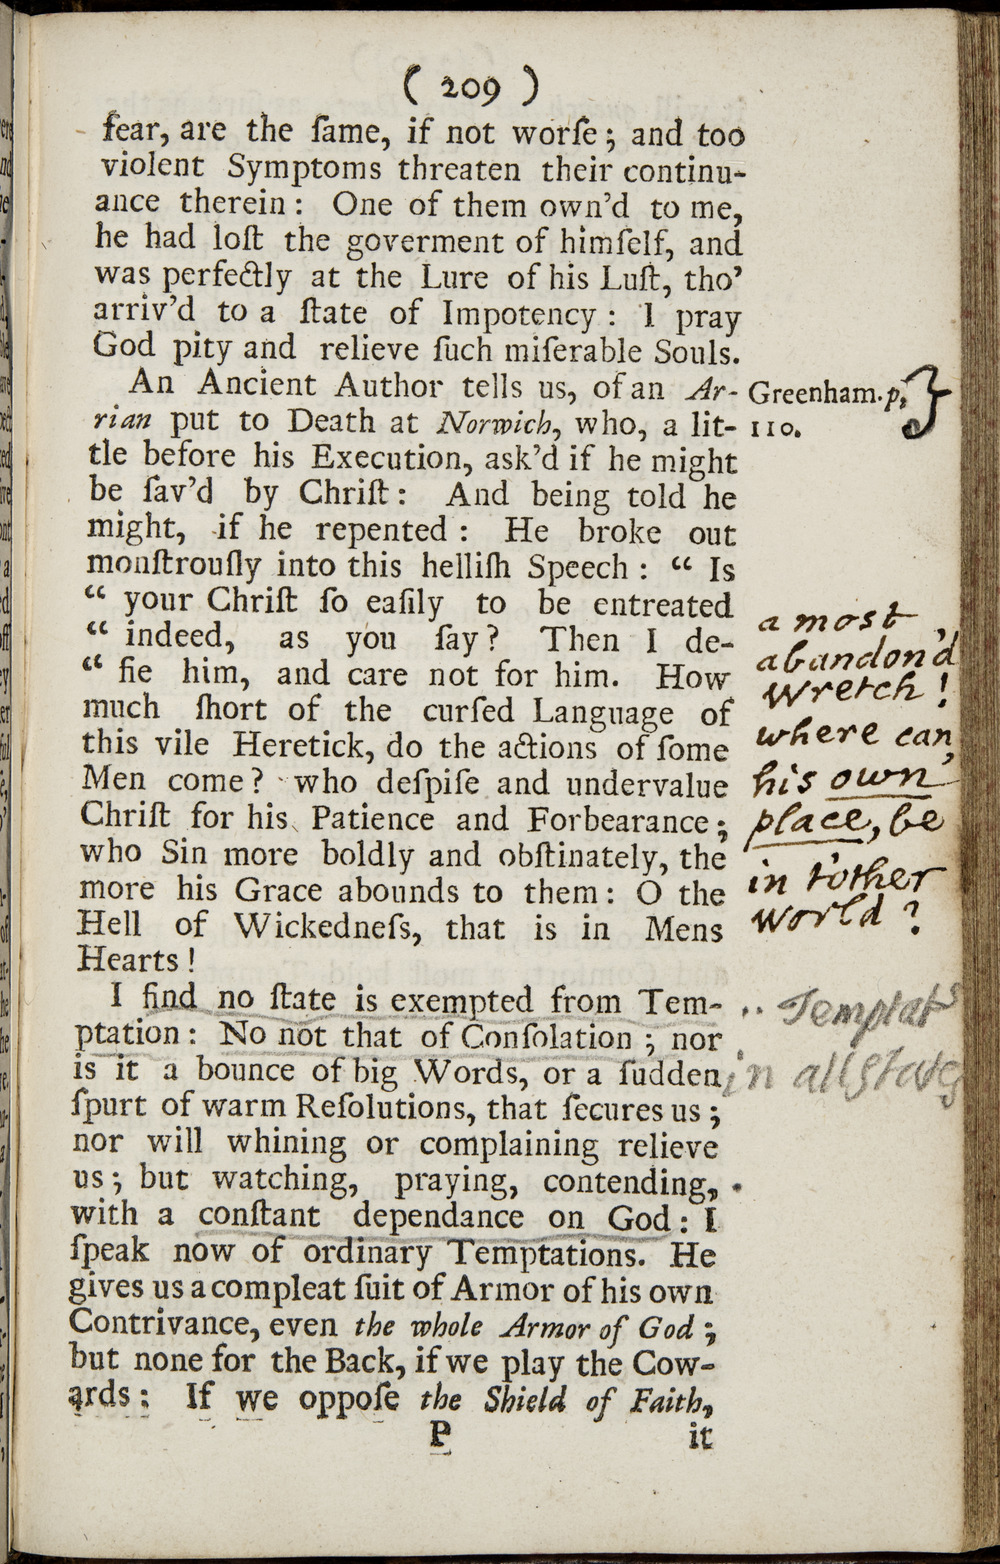 ( 209 )
fear, are the ſame, if not worſe; and too
violent Symptoms threaten their continu-
ance therein: One of them own'd to me,
he had loſt the goverment of himſelf, and
was perfectly at the Lure of his Luſt, tho'
arriv'd to a ſtate of Impotency: I pray
God pity and relieve ſuch miſerable Souls.
An Ancient Author tells us, of an Ar-
rian put to Death at Norwich, who, a lit-
tle before his Execution, ask'd if he might
be ſav'd by Chriſt: And being told he
might, if he repented: He broke out
monſtrouſly into this helliſh Speech: “ Is
“ your Chriſt ſo eaſily to be entreated
“ indeed, as you ſay? Then I de-
“ fie him, and care not for him. How
much ſhort of the curſed Language of
this vile Heretick, do the actions of ſome
Men come? who deſpiſe and undervalue
Chriſt for his Patience and Forbearance;
who Sin more boldly and obſtinately, the
more his Grace abounds to them: O the
Hell of Wickedneſs, that is in Mens
Hearts!
I find no ſtate is exempted from Tem-
ptation: No not that of Conſolation; nor
is it a bounce of big Words, or a ſudden
ſpurt of warm Reſolutions, that ſecures us;
nor will whining or complaining relieve
us; but watching, praying, contending,
with a conſtant dependance on God: I
ſpeak now of ordinary Temptations. He
gives us a compleat ſuit of Armor of his own
Contrivance, even the whole Armor of God;
but none for the Back, if we play the Cow-
ards: If we oppoſe the Shield of Faith,
P it
Greenham. p.
110.
a most
abandon'd
Wretch!
where can
his own
place, be
in t'other
World?
Temptats
in all States